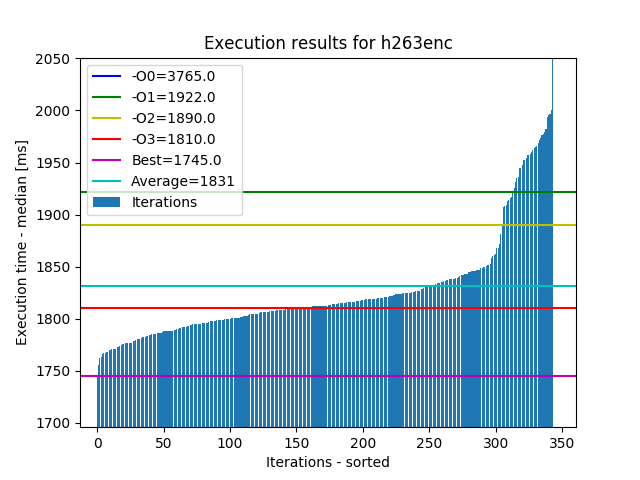 Execution results for h263enc
Execution time - median [ms]
2050
2000
1950
1900
1850
1800
1750
1700
-O0=3765.0
-O1=1922.0
-O2=1890.0
-O3=1810.0
Best=1745.0
Average=1831
Iterations
0 50 100 150 200 250 300 350
Iterations - sorted